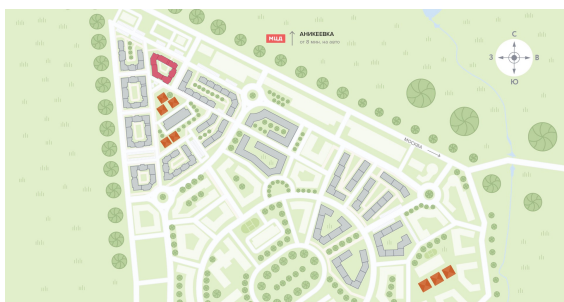 МЦД
АНИКЕЕВКА
от 8 мин. на авто
С
З
В
Ю
МОСКВА